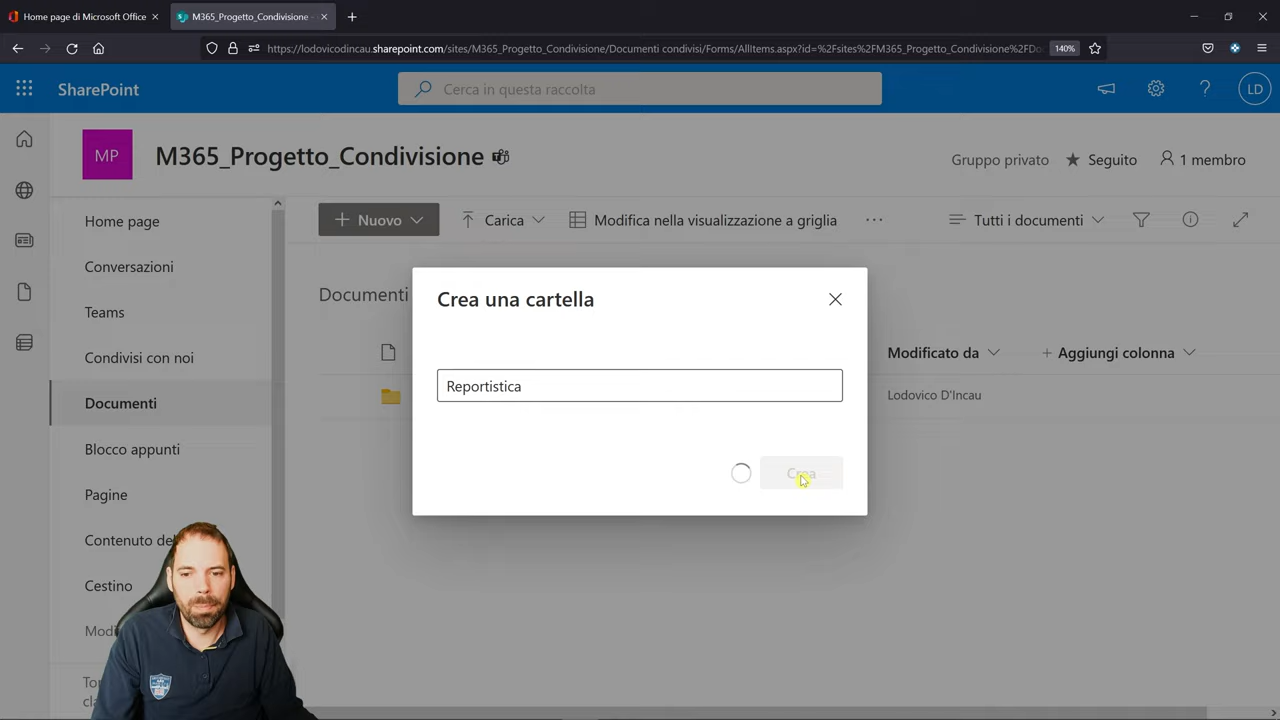 Home page di Microsoft Office
M365_Progetto_Condivisione -
https://lodovicodincau.sharepoint.com/sites/M365_Progetto_Condivisione/Documenti condivisi/Forms/AllItems.aspx?id=%2Fsites%2FM365_Progetto_Condivisione%2FDo
140%
SharePoint
Cerca in questa raccolta
LD
MP
M365_Progetto_Condivisione
Gruppo privato
Seguito
1 membro
Home page
Conversazioni
Teams
Condivisi con noi
Documenti
Blocco appunti
Pagine
Contenuto del
Cestino
Nuovo
Carica
Modifica nella visualizzazione a griglia
Tutti i documenti
Documenti
Modificato da
+ Aggiungi colonna
Lodovico D'Incau
Crea una cartella
Reportistica
Crea